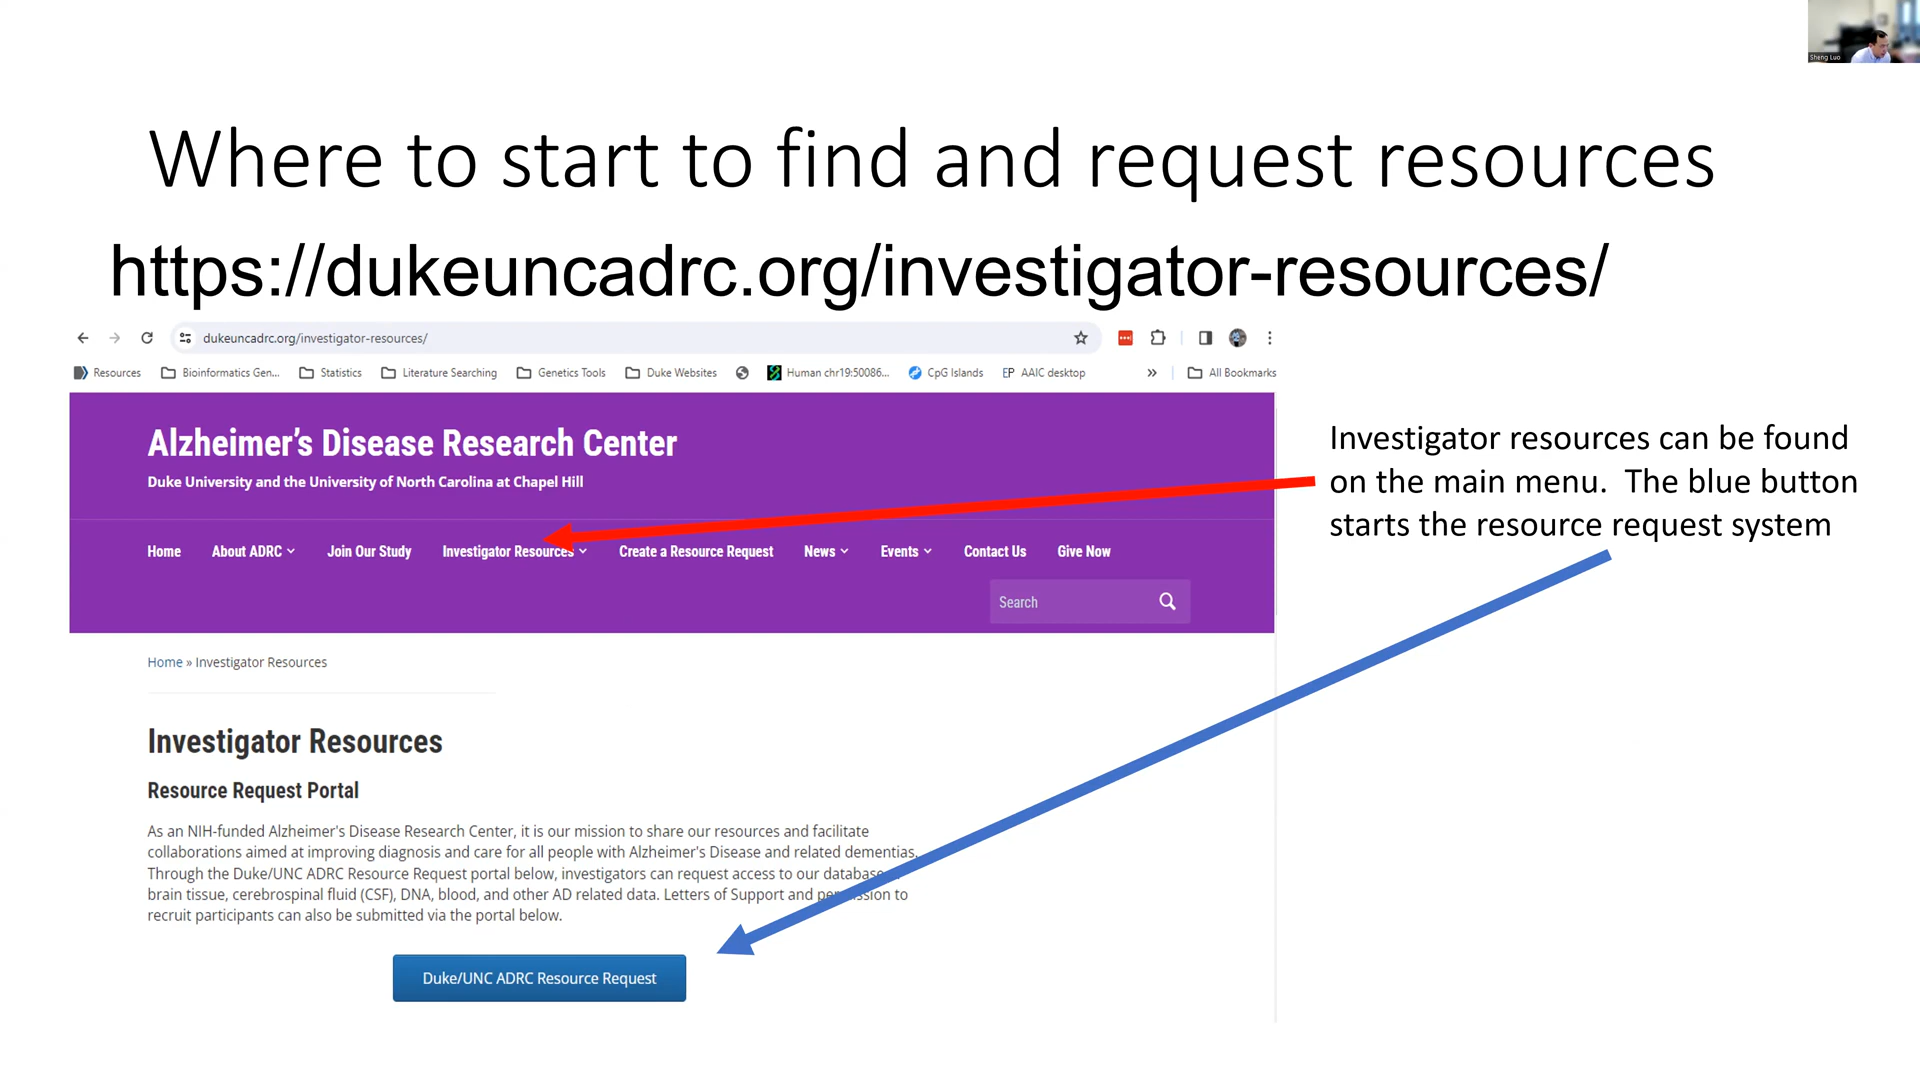 Sheng Luo
Where to start to find and request resources
https://dukeuncadrc.org/investigator-resources/
dukeuncadrc.org/investigator-resources/
Resources Bioinformatics Gen... Statistics Literature Searching Genetics Tools Duke Websites Human chr19:50086... CpG Islands EP AAIC desktop » All Bookmarks
Alzheimer's Disease Research Center
Duke University and the University of North Carolina at Chapel Hill
Investigator resources can be found
on the main menu. The blue button
starts the resource request system
Home About ADRC Join Our Study Investigator Resources Create a Resource Request News Events Contact Us Give Now
Search
Home » Investigator Resources
Investigator Resources
Resource Request Portal
As an NIH-funded Alzheimer's Disease Research Center, it is our mission to share our resources and facilitate
collaborations aimed at improving diagnosis and care for all people with Alzheimer's Disease and related dementias.
Through the Duke/UNC ADRC Resource Request portal below, investigators can request access to our database
brain tissue, cerebrospinal fluid (CSF), DNA, blood, and other AD related data. Letters of Support and permission to
recruit participants can also be submitted via the portal below.
Duke/UNC ADRC Resource Request